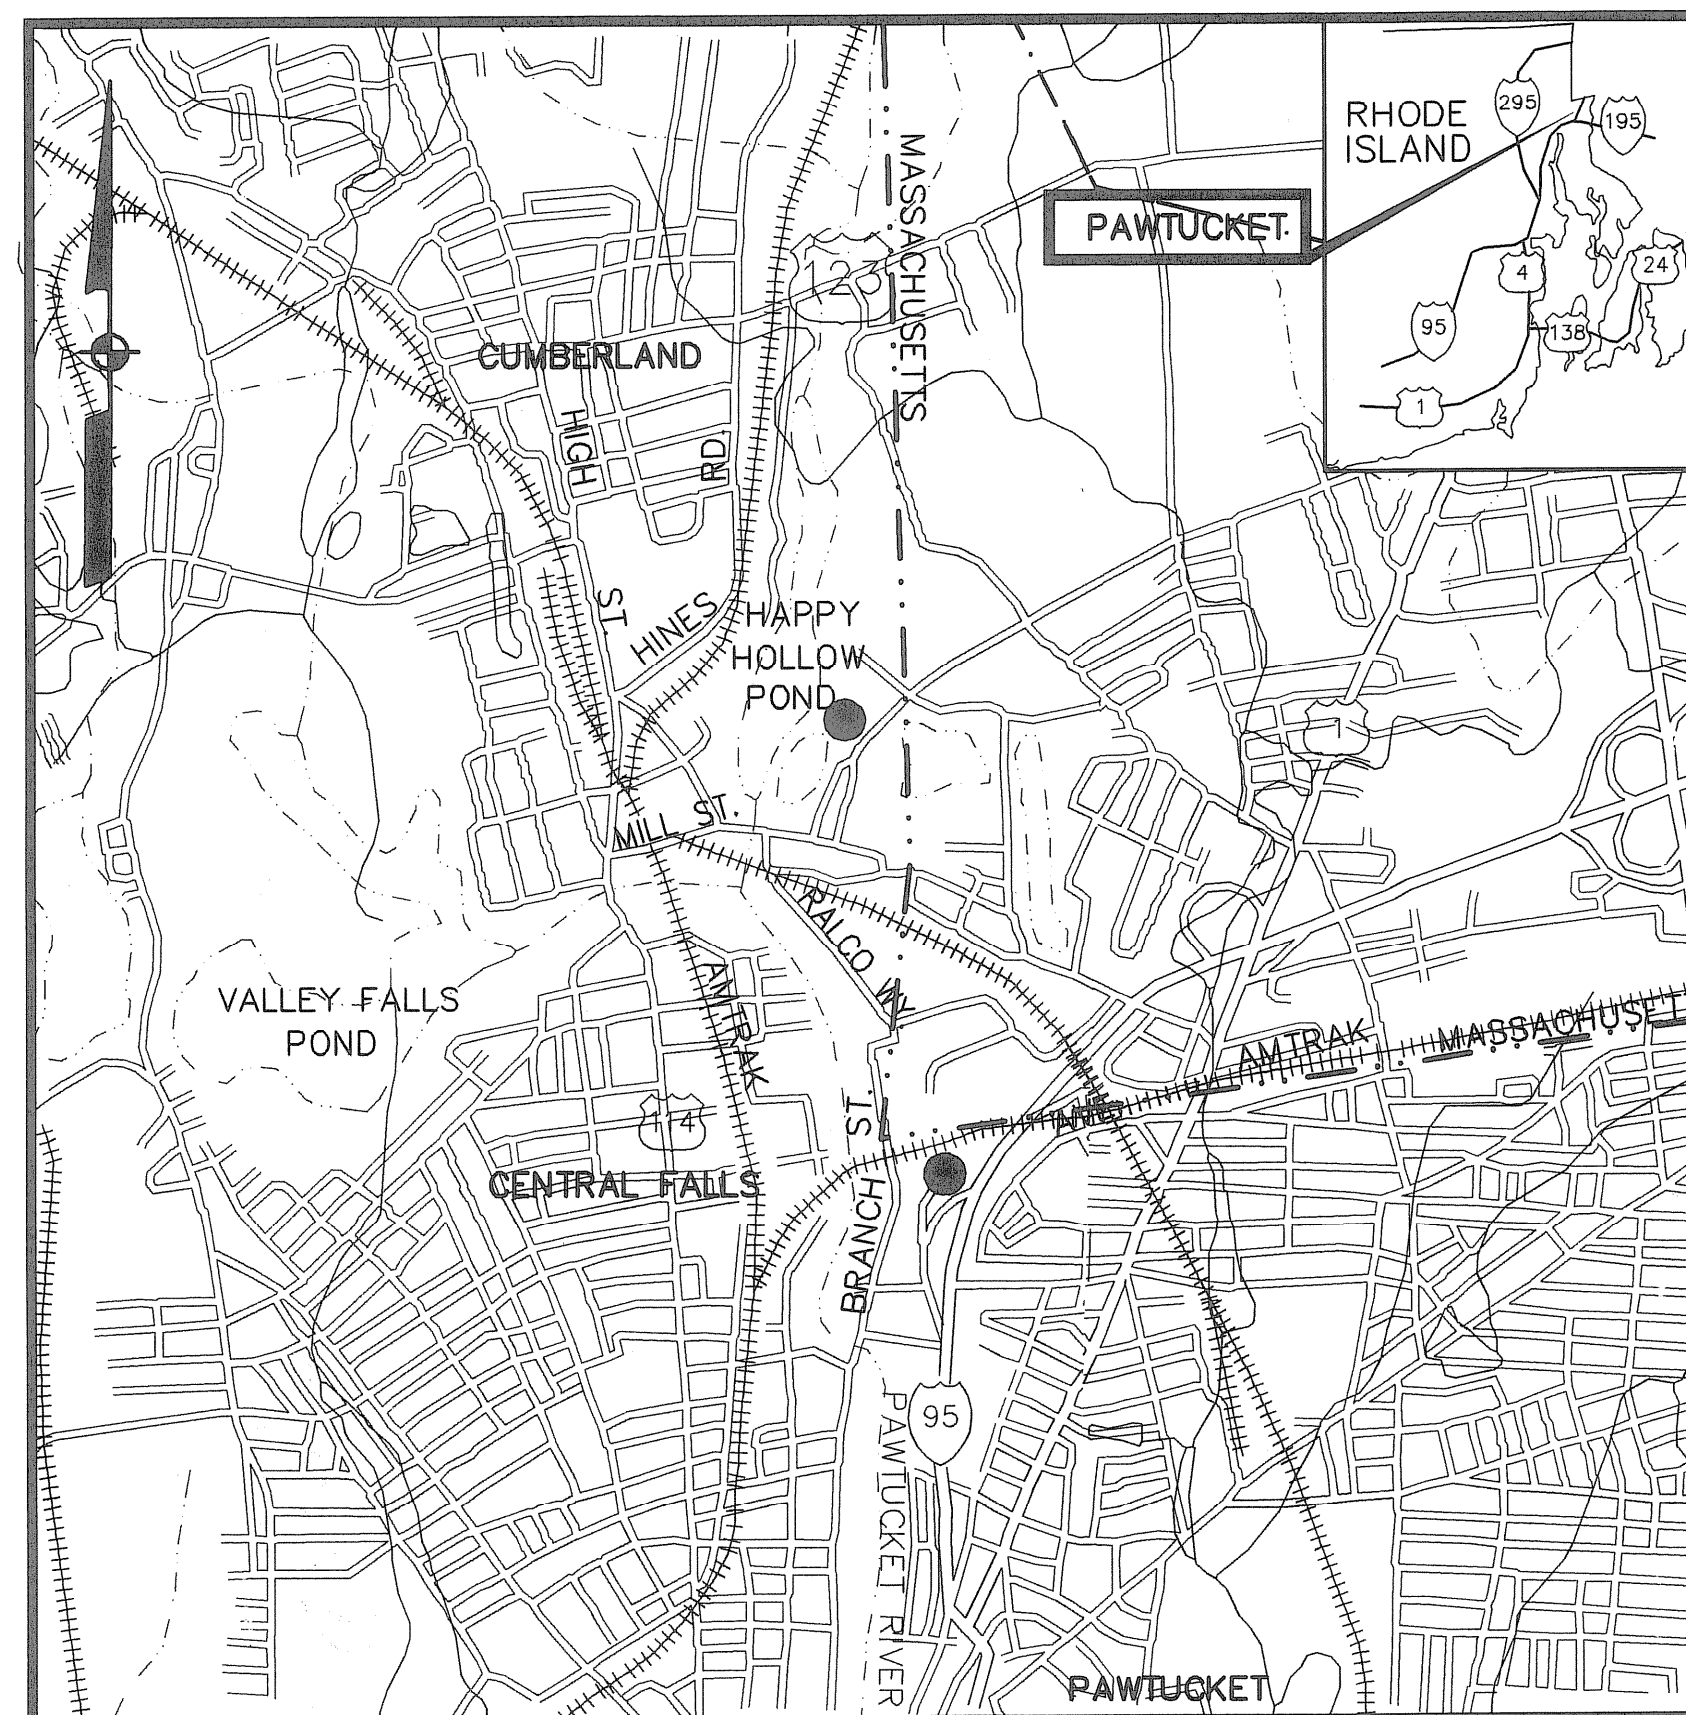 RHODE
ISLAND
295
195
4
24
95
138
1
PAWTUCKET
MASSACHUSETTS
123
CUMBERLAND
HIGH
ST.
HINES
RD.
HAPPY
HOLLOW
POND
1
MILL ST.
RALCO WY.
VALLEY FALLS
POND
AMTRAK
AMTRAK
MASSACHUSET
AVE.
114
CENTRAL FALLS
BRANCH ST.
95
PAWTUCKET RIVER
PAWTUCKET